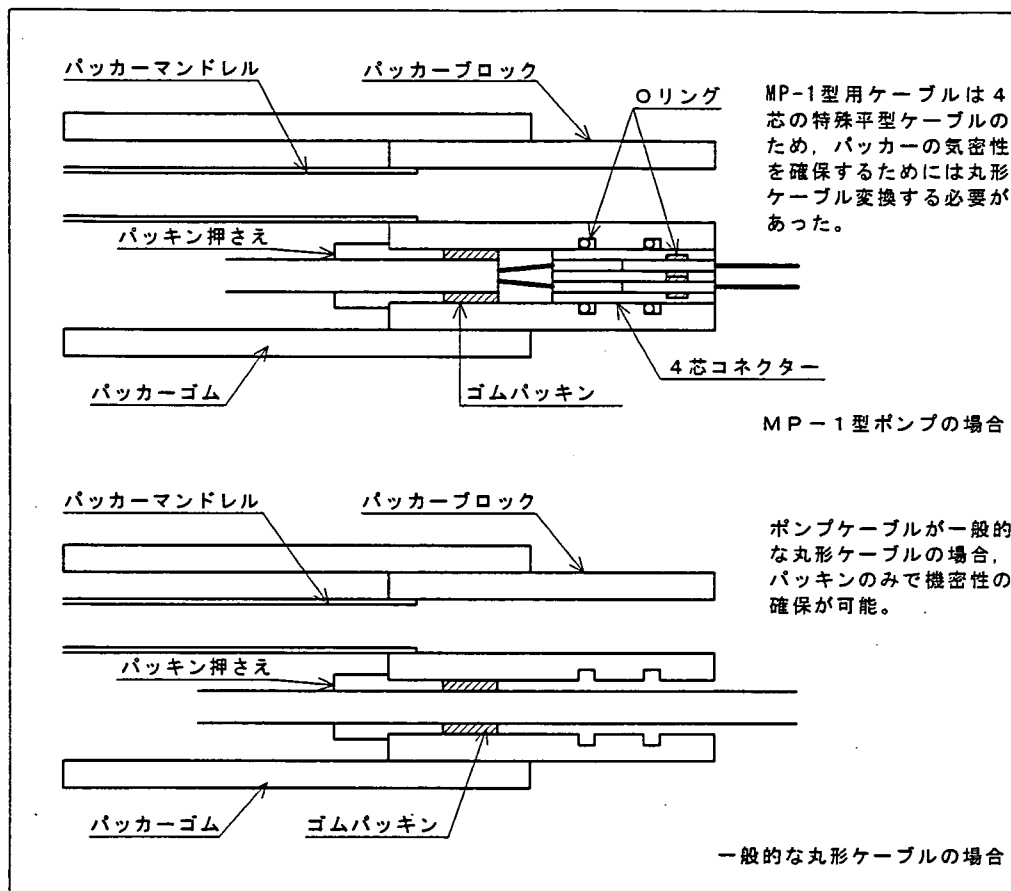 パッカーマンドレル
パッカーブロック
Oリング
MP-1型用ケーブルは4
芯の特殊平型ケーブルの
ため，パッカーの気密性
を確保するためには丸形
ケーブル変換する必要が
あった。
パッキン押さえ
4芯コネクター
パッカーゴム
ゴムパッキン
MP－1型ポンプの場合
パッカーマンドレル
パッカーブロック
ポンプケーブルが一般的
な丸形ケーブルの場合，
パッキンのみで機密性の
確保が可能。
パッキン押さえ
パッカーゴム
ゴムパッキン
一般的な丸形ケーブルの場合